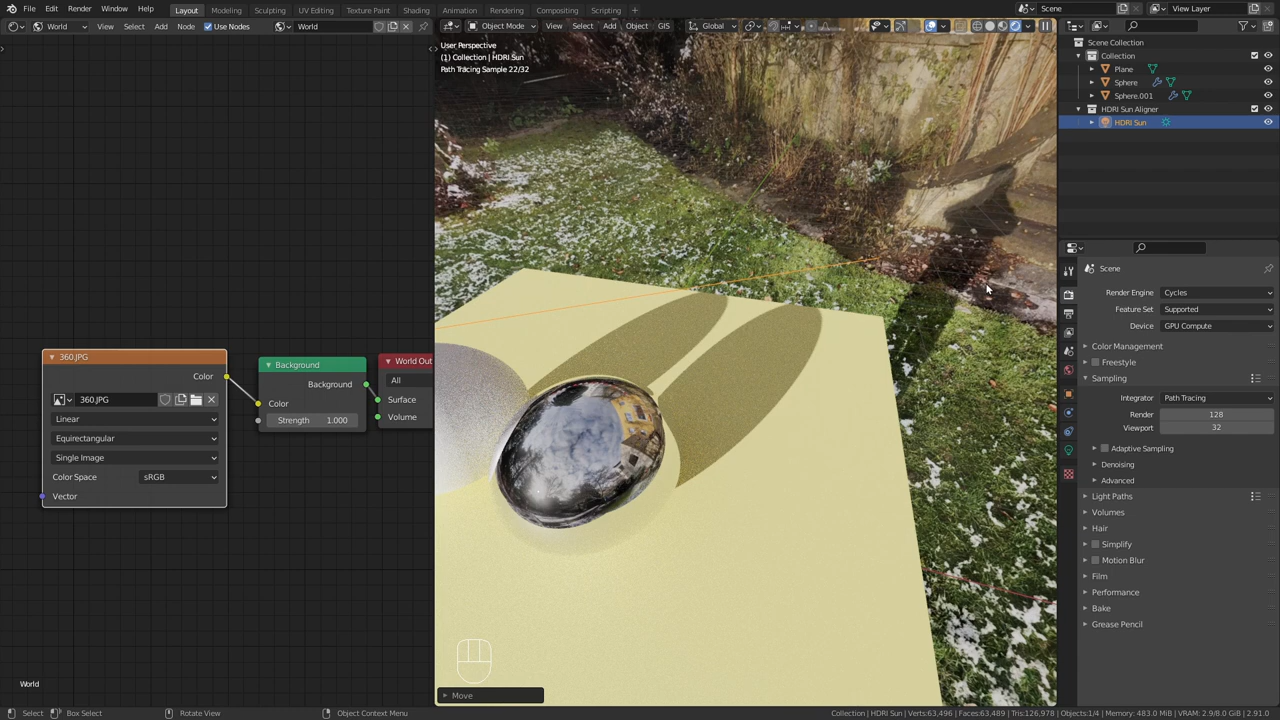 File Edit Render Window Help Layout Modeling Sculpting UV Editing Texture Paint Shading Animation Rendering Compositing Scripting + Scene View Layer
World View Select Add Node Use Nodes World Object Mode View Select Add Object GIS Global
User Perspective
(1) Collection | HDRI Sun
Path Tracing Sample 22/32
Scene Collection
Collection
Plane
Sphere
Sphere.001
HDRI Sun Aligner
HDRI Sun
Scene
Render Engine Cycles
Feature Set Supported
Device GPU Compute
Color Management
Freestyle
Sampling
Integrator Path Tracing
Render 128
Viewport 32
Adaptive Sampling
Denoising
Advanced
Light Paths
Volumes
Hair
Simplify
Motion Blur
Film
Performance
Bake
Grease Pencil
360.JPG
Color
360.JPG
Linear
Equirectangular
Single Image
Color Space sRGB
Vector
Background
Background
Color
Strength 1.000
World Out
All
Surface
Volume
World
Move
Select Box Select Rotate View Object Context Menu Collection | HDRI Sun | Verts:63,496 | Faces:63,489 | Tris:126,978 | Objects:1/4 | Memory: 483.0 MiB | VRAM: 2.9/8.0 GiB | 2.91.0